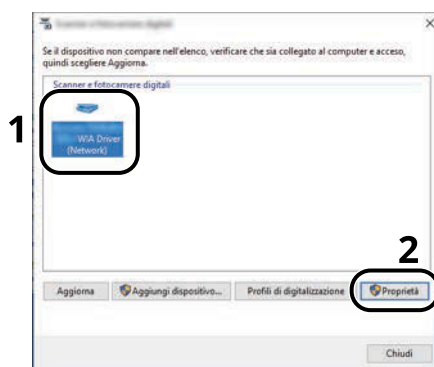 Se il dispositivo non compare nell'elenco, verificare che sia collegato al computer e acceso,
quindi scegliere Aggiorna.
Scanner e fotocamere digitali
1
WIA Driver
(Network)
2
Aggiorna Aggiungi dispositivo... Profili di digitalizzazione Proprietà
Chiudi